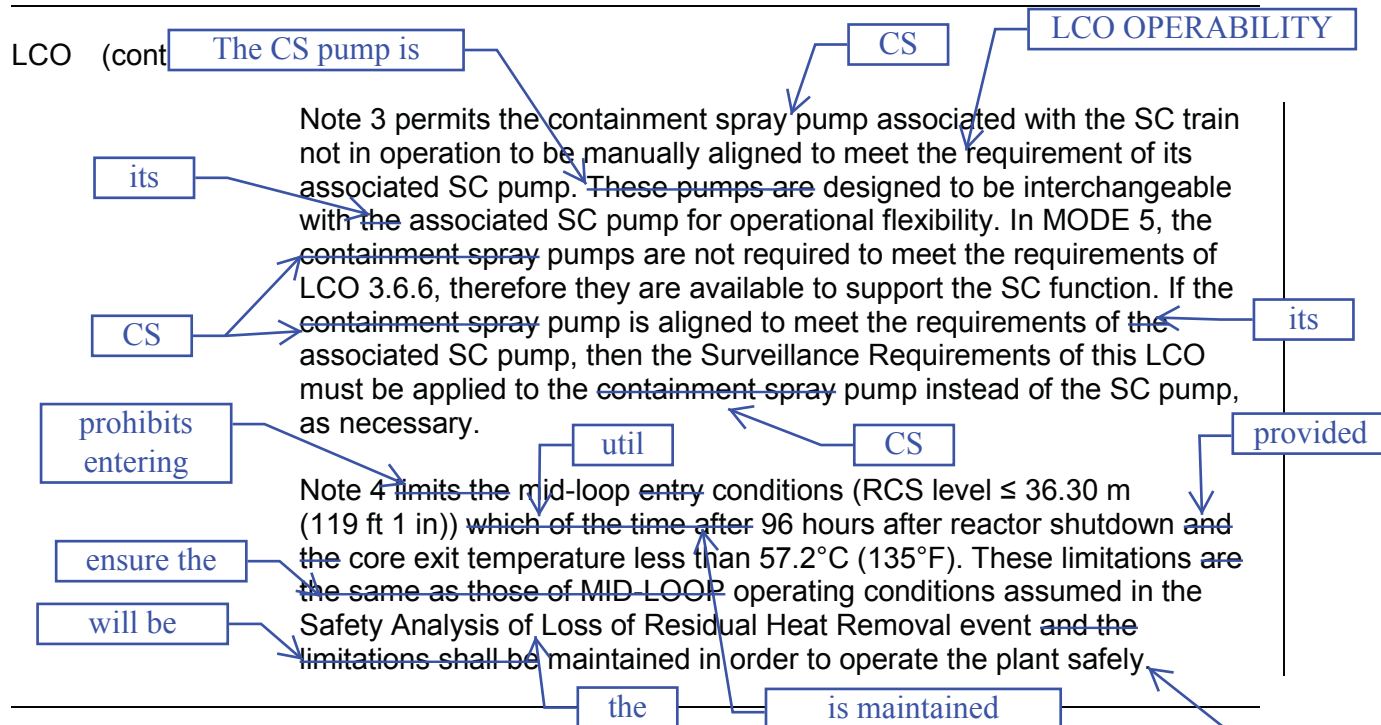 The CS pump is
CS
LCO OPERABILITY
LCO (cont
Note 3 permits the containment spray pump associated with the SC train
not in operation to be manually aligned to meet the requirement of its
its
associated SC pump. These pumps are designed to be interchangeable
with the associated SC pump for operational flexibility. In MODE 5, the
containment spray pumps are not required to meet the requirements of
LCO 3.6.6, therefore they are available to support the SC function. If the
CS
containment spray pump is aligned to meet the requirements of the
its
associated SC pump, then the Surveillance Requirements of this LCO
must be applied to the containment spray pump instead of the SC pump,
as necessary.
prohibits
entering
util
CS
provided
Note 4 limits the mid-loop entry conditions (RCS level ≤ 36.30 m
(119 ft 1 in)) which of the time after 96 hours after reactor shutdown and
the core exit temperature less than 57.2°C (135°F). These limitations are
ensure the
the same as those of MID-LOOP operating conditions assumed in the
will be
Safety Analysis of Loss of Residual Heat Removal event and the
limitations shall be maintained in order to operate the plant safely.
the
is maintained